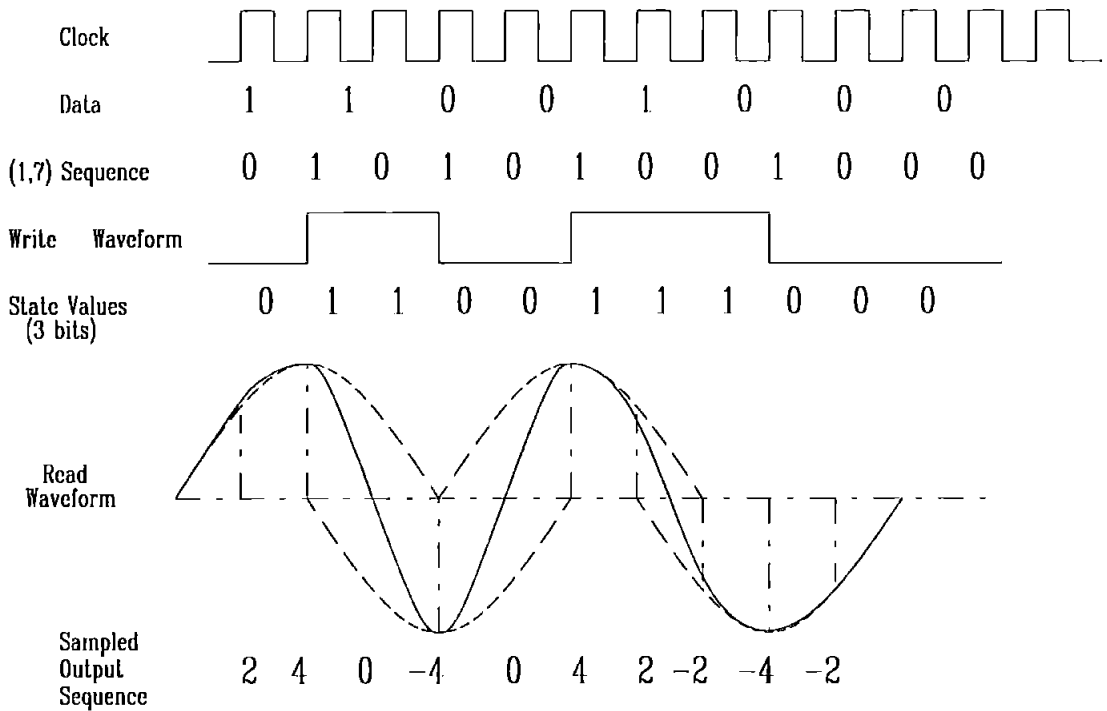 Clock
Data 1 1 0 0 1 0 0 0
(1,7) Sequence 0 1 0 1 0 1 0 0 1 0 0 0
Write Waveform
State Values 0 1 1 0 0 1 1 1 0 0 0
(3 bits)
Read
Waveform
Sampled
Output 2 4 0 -4 0 4 2 -2 -4 -2
Sequence